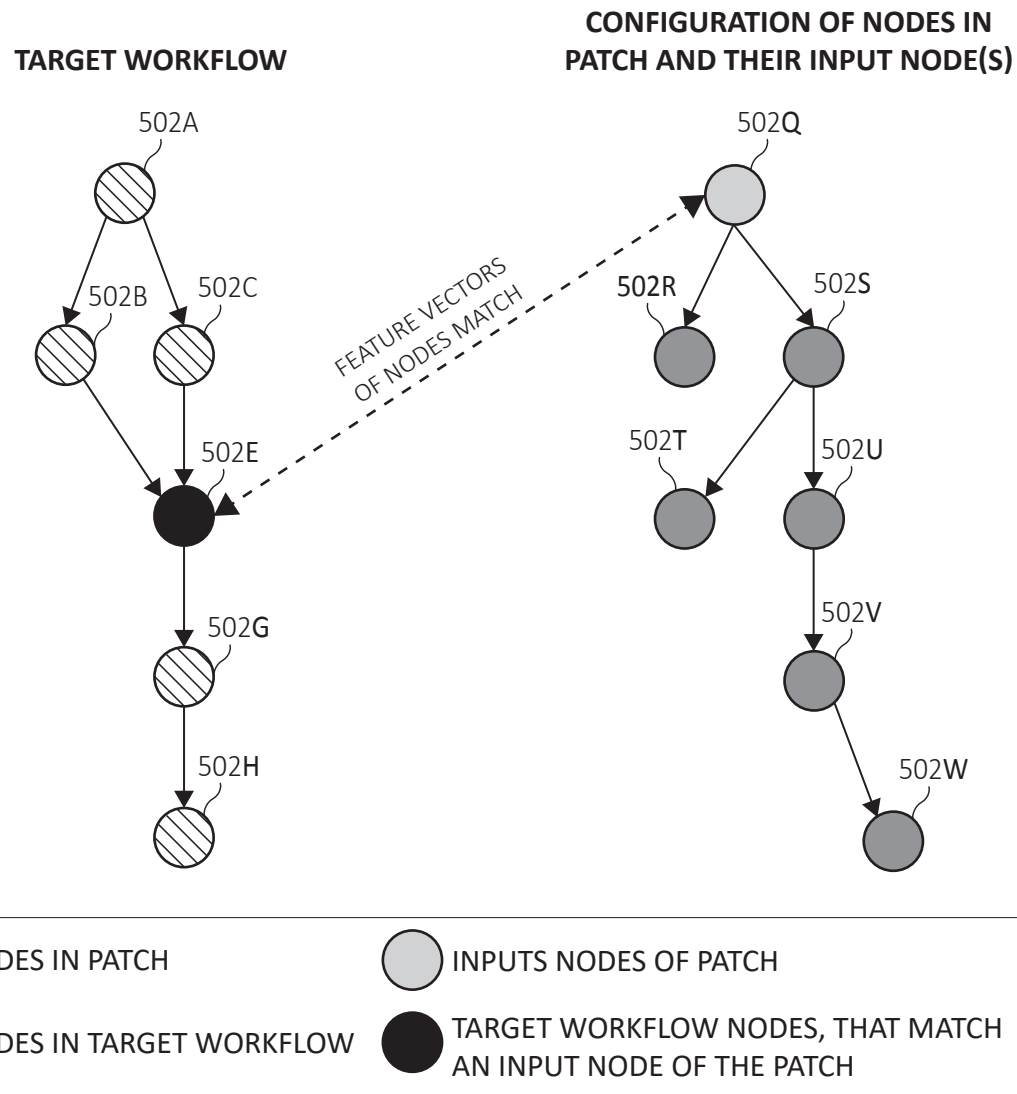 TARGET WORKFLOW
CONFIGURATION OF NODES IN
PATCH AND THEIR INPUT NODE(S)
502A
502Q
502B
502C
502R
502S
FEATURE VECTORS
OF NODES MATCH
502E
502T
502U
502G
502V
502H
502W
DES IN PATCH
INPUTS NODES OF PATCH
DES IN TARGET WORKFLOW
TARGET WORKFLOW NODES, THAT MATCH
AN INPUT NODE OF THE PATCH